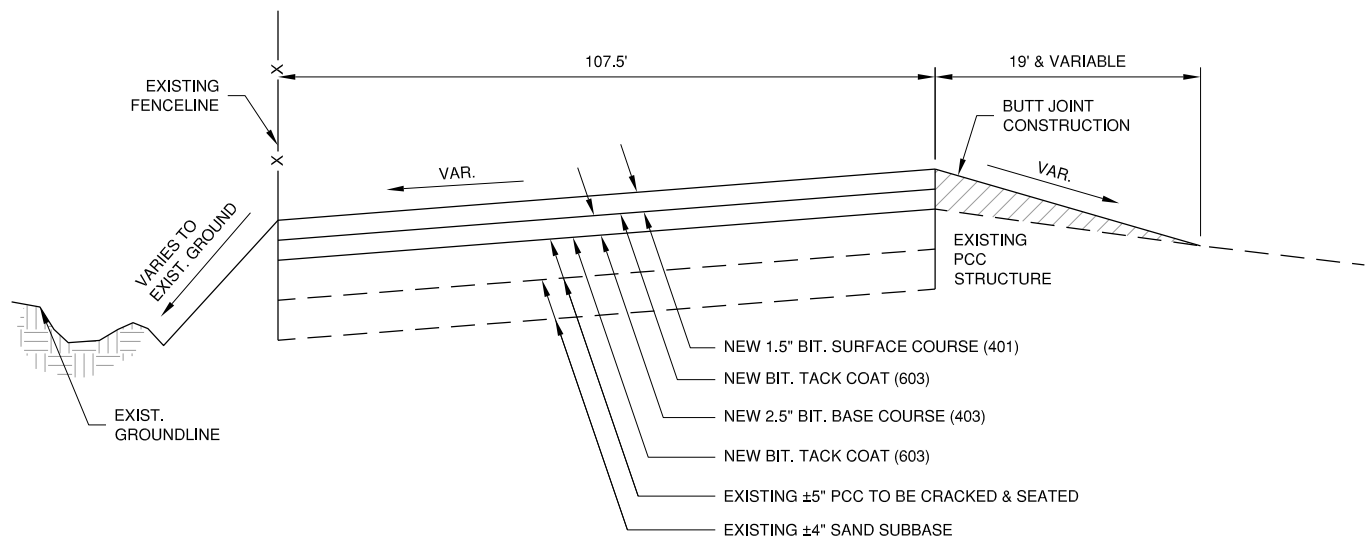 107.5'
19' & VARIABLE
X
EXISTING
FENCELINE
BUTT JOINT
CONSTRUCTION
X
VAR.
VAR.
VARIES TO
EXIST. GROUND
EXISTING
PCC
STRUCTURE
NEW 1.5" BIT. SURFACE COURSE (401)
NEW BIT. TACK COAT (603)
NEW 2.5" BIT. BASE COURSE (403)
NEW BIT. TACK COAT (603)
EXISTING ±5" PCC TO BE CRACKED & SEATED
EXISTING ±4" SAND SUBBASE
EXIST.
GROUNDLINE